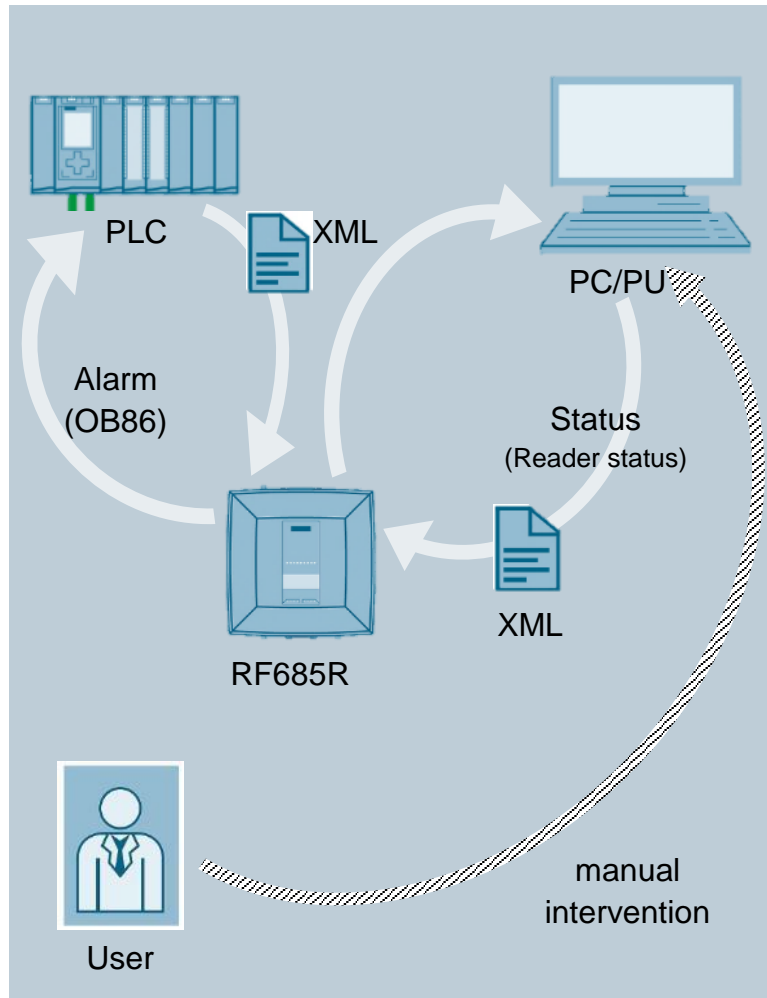 PLC
XML
PC/PU
Alarm
(OB86)
Status
(Reader status)
XML
RF685R
manual
intervention
User